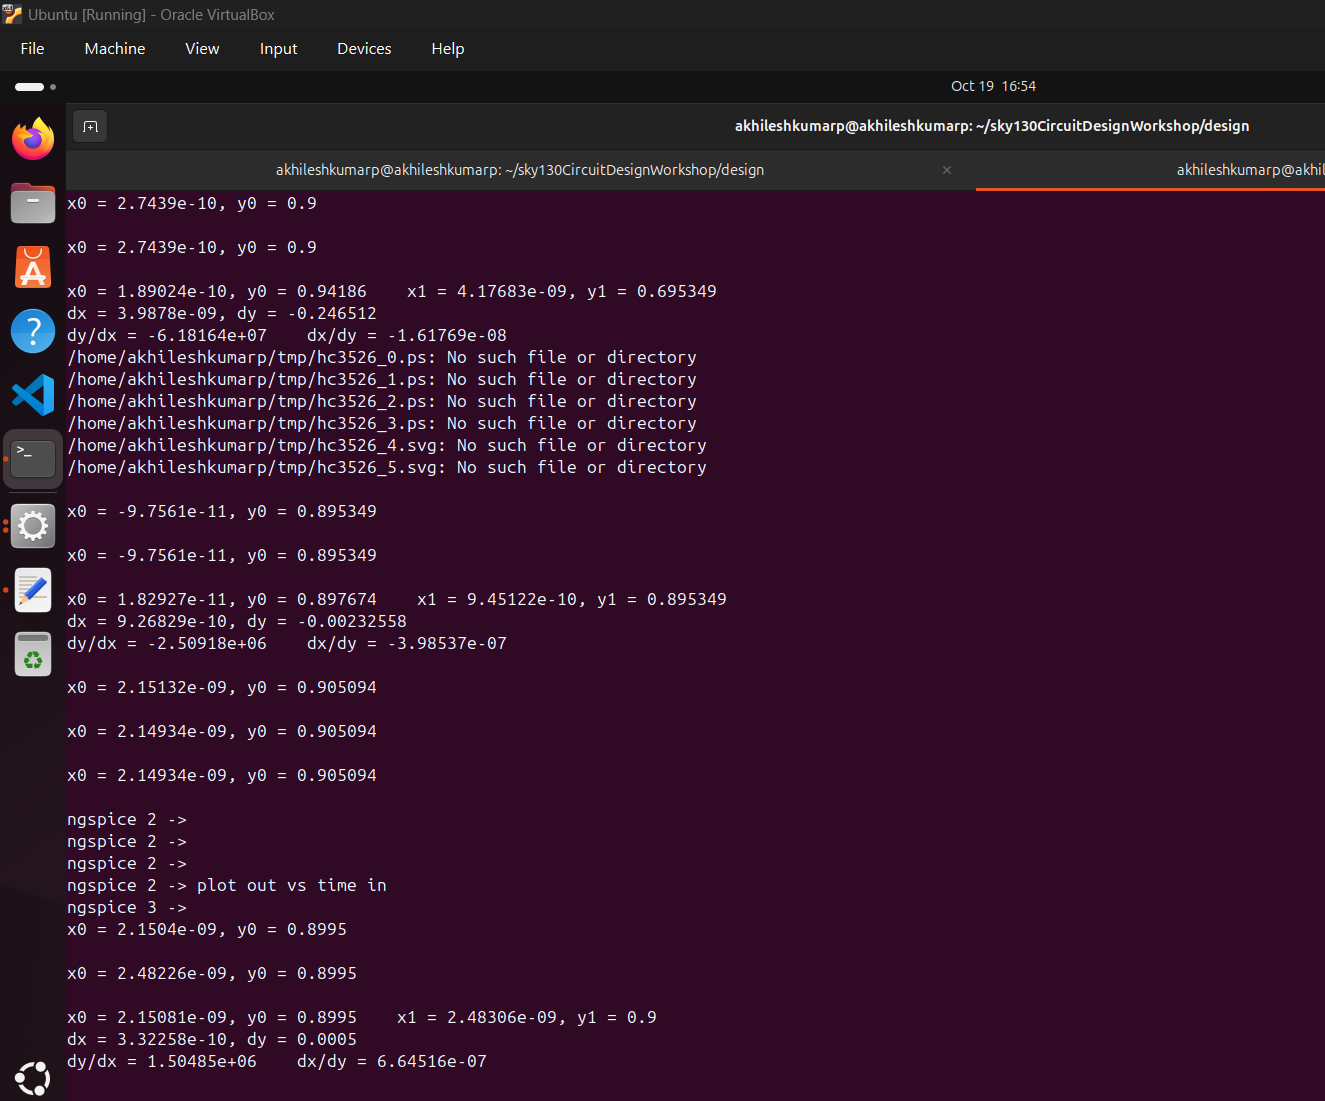 Ubuntu [Running] - Oracle VirtualBox
File Machine View Input Devices Help
Oct 19 16:54
akhileshkumarp@akhileshkumarp: ~/sky130CircuitDesignWorkshop/design
akhileshkumarp@akhileshkumarp: ~/sky130CircuitDesignWorkshop/design × akhileshkumarp@akhil
x0 = 2.7439e-10, y0 = 0.9
x0 = 2.7439e-10, y0 = 0.9
x0 = 1.89024e-10, y0 = 0.94186    x1 = 4.17683e-09, y1 = 0.695349
dx = 3.9878e-09, dy = -0.246512
dy/dx = -6.18164e+07    dx/dy = -1.61769e-08
/home/akhileshkumarp/tmp/hc3526_0.ps: No such file or directory
/home/akhileshkumarp/tmp/hc3526_1.ps: No such file or directory
/home/akhileshkumarp/tmp/hc3526_2.ps: No such file or directory
/home/akhileshkumarp/tmp/hc3526_3.ps: No such file or directory
/home/akhileshkumarp/tmp/hc3526_4.svg: No such file or directory
/home/akhileshkumarp/tmp/hc3526_5.svg: No such file or directory
x0 = -9.7561e-11, y0 = 0.895349
x0 = -9.7561e-11, y0 = 0.895349
x0 = 1.82927e-11, y0 = 0.897674    x1 = 9.45122e-10, y1 = 0.895349
dx = 9.26829e-10, dy = -0.00232558
dy/dx = -2.50918e+06    dx/dy = -3.98537e-07
x0 = 2.15132e-09, y0 = 0.905094
x0 = 2.14934e-09, y0 = 0.905094
x0 = 2.14934e-09, y0 = 0.905094
ngspice 2 ->
ngspice 2 ->
ngspice 2 ->
ngspice 2 -> plot out vs time in
ngspice 3 ->
x0 = 2.1504e-09, y0 = 0.8995
x0 = 2.48226e-09, y0 = 0.8995
x0 = 2.15081e-09, y0 = 0.8995    x1 = 2.48306e-09, y1 = 0.9
dx = 3.32258e-10, dy = 0.0005
dy/dx = 1.50485e+06    dx/dy = 6.64516e-07